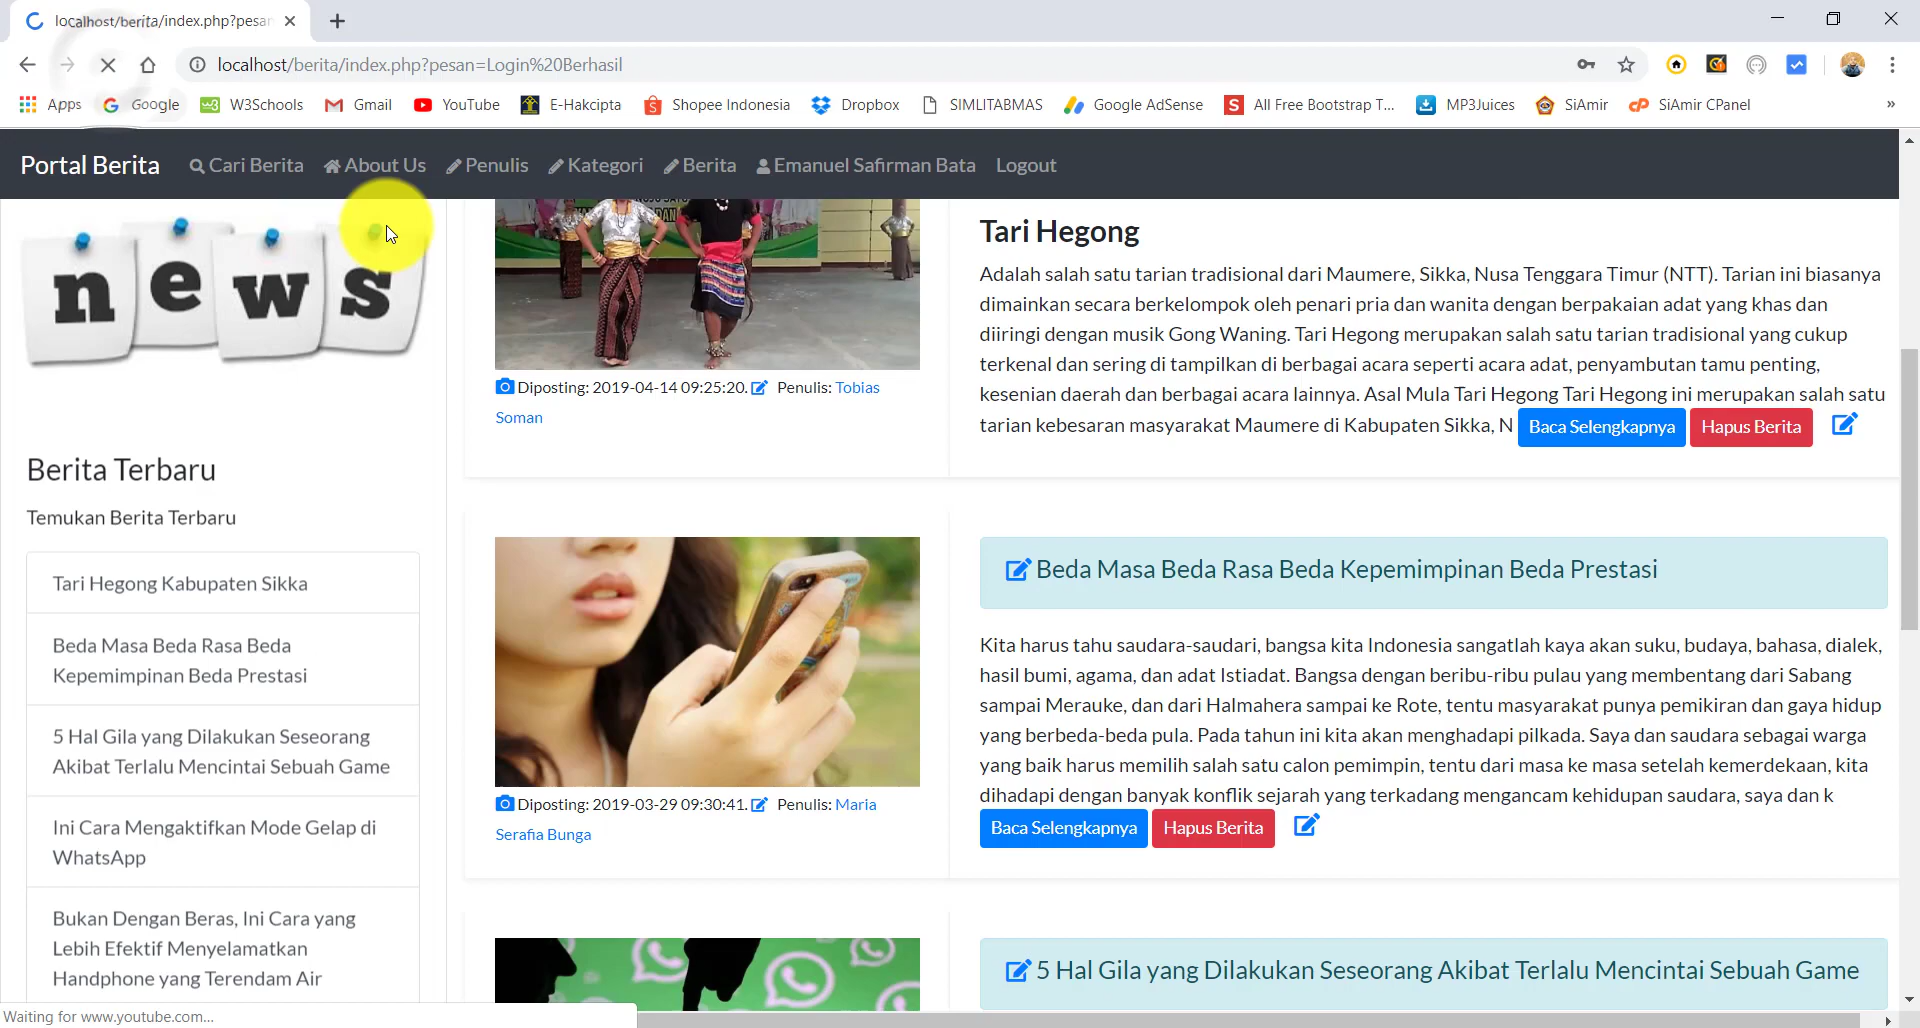 localhost/berita/index.php?pesan
localhost/berita/index.php?pesan=Login%20Berhasil
Apps Google W3Schools Gmail YouTube E-Hakcipta Shopee Indonesia Dropbox SIMLITABMAS Google AdSense All Free Bootstrap T... MP3Juices SiAmir SiAmir CPanel »
Portal Berita Cari Berita About Us Penulis Kategori Berita Emanuel Safirman Bata Logout
news
Berita Terbaru
Temukan Berita Terbaru
Tari Hegong Kabupaten Sikka
Beda Masa Beda Rasa Beda
Kepemimpinan Beda Prestasi
5 Hal Gila yang Dilakukan Seseorang
Akibat Terlalu Mencintai Sebuah Game
Ini Cara Mengaktifkan Mode Gelap di
WhatsApp
Bukan Dengan Beras, Ini Cara yang
Lebih Efektif Menyelamatkan
Handphone yang Terendam Air
Diposting: 2019-04-14 09:25:20. Penulis: Tobias
Soman
Tari Hegong
Adalah salah satu tarian tradisional dari Maumere, Sikka, Nusa Tenggara Timur (NTT). Tarian ini biasanya
dimainkan secara berkelompok oleh penari pria dan wanita dengan berpakaian adat yang khas dan
diiringi dengan musik Gong Waning. Tari Hegong merupakan salah satu tarian tradisional yang cukup
terkenal dan sering di tampilkan di berbagai acara seperti acara adat, penyambutan tamu penting,
kesenian daerah dan berbagai acara lainnya. Asal Mula Tari Hegong Tari Hegong ini merupakan salah satu
tarian kebesaran masyarakat Maumere di Kabupaten Sikka, N Baca Selengkapnya Hapus Berita
Diposting: 2019-03-29 09:30:41. Penulis: Maria
Serafia Bunga
Beda Masa Beda Rasa Beda Kepemimpinan Beda Prestasi
Kita harus tahu saudara-saudari, bangsa kita Indonesia sangatlah kaya akan suku, budaya, bahasa, dialek,
hasil bumi, agama, dan adat Istiadat. Bangsa dengan beribu-ribu pulau yang membentang dari Sabang
sampai Merauke, dan dari Halmahera sampai ke Rote, tentu masyarakat punya pemikiran dan gaya hidup
yang berbeda-beda pula. Pada tahun ini kita akan menghadapi pilkada. Saya dan saudara sebagai warga
yang baik harus memilih salah satu calon pemimpin, tentu dari masa ke masa setelah kemerdekaan, kita
dihadapi dengan banyak konflik sejarah yang terkadang mengancam kehidupan saudara, saya dan k
Baca Selengkapnya Hapus Berita
5 Hal Gila yang Dilakukan Seseorang Akibat Terlalu Mencintai Sebuah Game
Waiting for www.youtube.com...